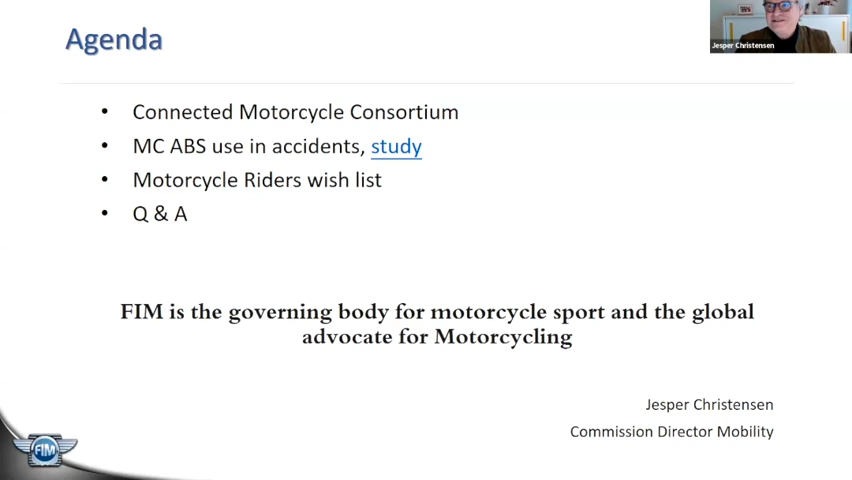 Agenda
Jesper Christensen
• Connected Motorcycle Consortium
• MC ABS use in accidents, study
• Motorcycle Riders wish list
• Q & A
FIM is the governing body for motorcycle sport and the global
advocate for Motorcycling
Jesper Christensen
Commission Director Mobility
FIM